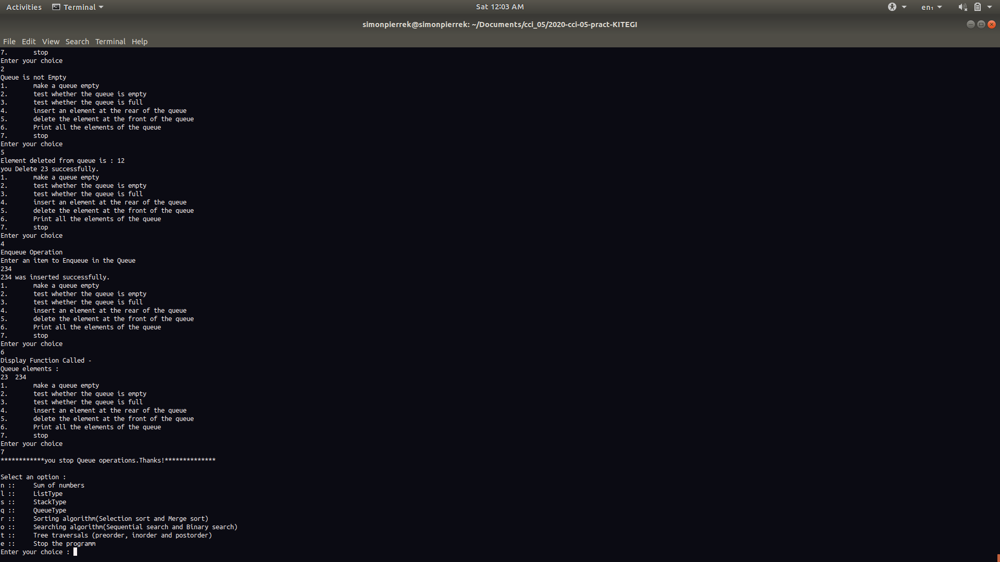 Activities Terminal Sat 12:03 AM en₁
simonpierrek@simonpierrek: ~/Documents/cci_05/2020-cci-05-pract-KITEGI
File Edit View Search Terminal Help
7. stop
Enter your choice
2
Queue is not Empty
1. make a queue empty
2. test whether the queue is empty
3. test whether the queue is full
4. insert an element at the rear of the queue
5. delete the element at the front of the queue
6. Print all the elements of the queue
7. stop
Enter your choice
5
Element deleted from queue is : 12
you Delete 23 successfully.
1. make a queue empty
2. test whether the queue is empty
3. test whether the queue is full
4. insert an element at the rear of the queue
5. delete the element at the front of the queue
6. Print all the elements of the queue
7. stop
Enter your choice
4
Enqueue Operation
Enter an item to Enqueue in the Queue
234
234 was inserted successfully.
1. make a queue empty
2. test whether the queue is empty
3. test whether the queue is full
4. insert an element at the rear of the queue
5. delete the element at the front of the queue
6. Print all the elements of the queue
7. stop
Enter your choice
6
Display Function Called -
Queue elements :
23 234
1. make a queue empty
2. test whether the queue is empty
3. test whether the queue is full
4. insert an element at the rear of the queue
5. delete the element at the front of the queue
6. Print all the elements of the queue
7. stop
Enter your choice
7
************you stop Queue operations.Thanks!**************
Select an option :
n :: Sum of numbers
l :: ListType
s :: StackType
q :: QueueType
r :: Sorting algorithm(Selection sort and Merge sort)
o :: Searching algorithm(Sequential search and Binary search)
t :: Tree traversals (preorder, inorder and postorder)
e :: Stop the programm
Enter your choice :